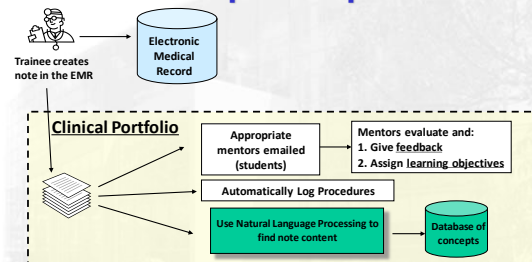 Electronic
Medical
Record
Trainee creates
note in the EMR
Clinical Portfolio
Appropriate
mentors emailed
(students)
Mentors evaluate and:
1. Give feedback
2. Assign learning objectives
Automatically Log Procedures
Use Natural Language Processing to
find note content
Database of
concepts